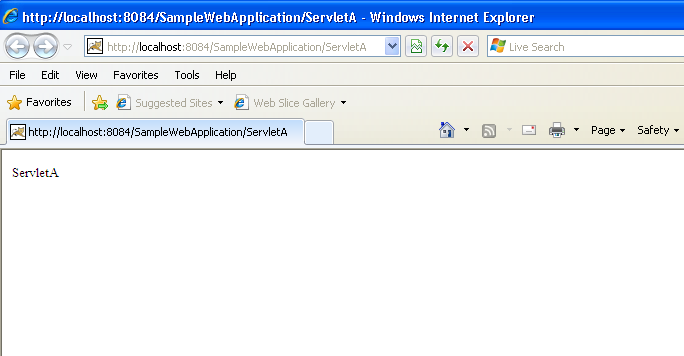 http://localhost:8084/SampleWebApplication/ServletA - Windows Internet Explorer
http://localhost:8084/SampleWebApplication/ServletA Live Search
File Edit View Favorites Tools Help
Favorites Suggested Sites Web Slice Gallery
http://localhost:8084/SampleWebApplication/ServletA Page Safety
ServletA